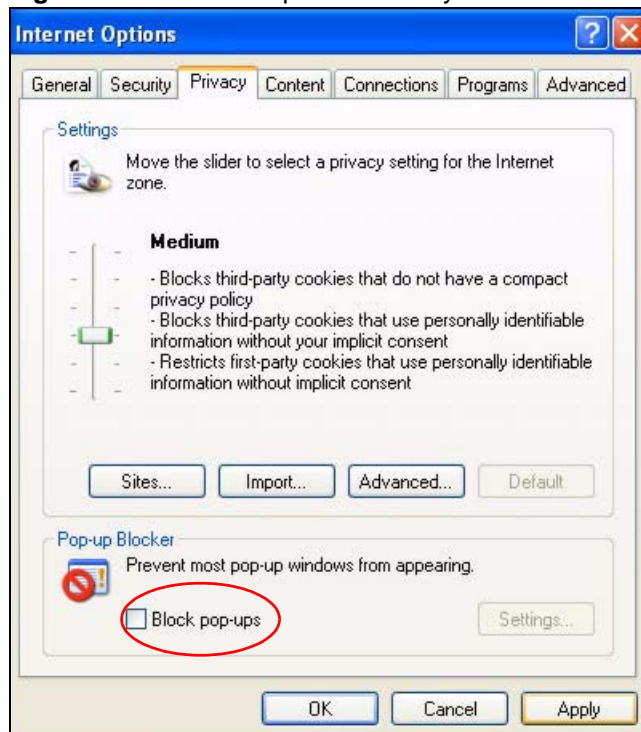 Internet Options
General Security Privacy Content Connections Programs Advanced
Settings
Move the slider to select a privacy setting for the Internet
zone.
Medium
- Blocks third-party cookies that do not have a compact
privacy policy
- Blocks third-party cookies that use personally identifiable
information without your implicit consent
- Restricts first-party cookies that use personally identifiable
information without implicit consent
Sites... Import... Advanced... Default
Pop-up Blocker
Prevent most pop-up windows from appearing.
Block pop-ups Settings...
OK Cancel Apply